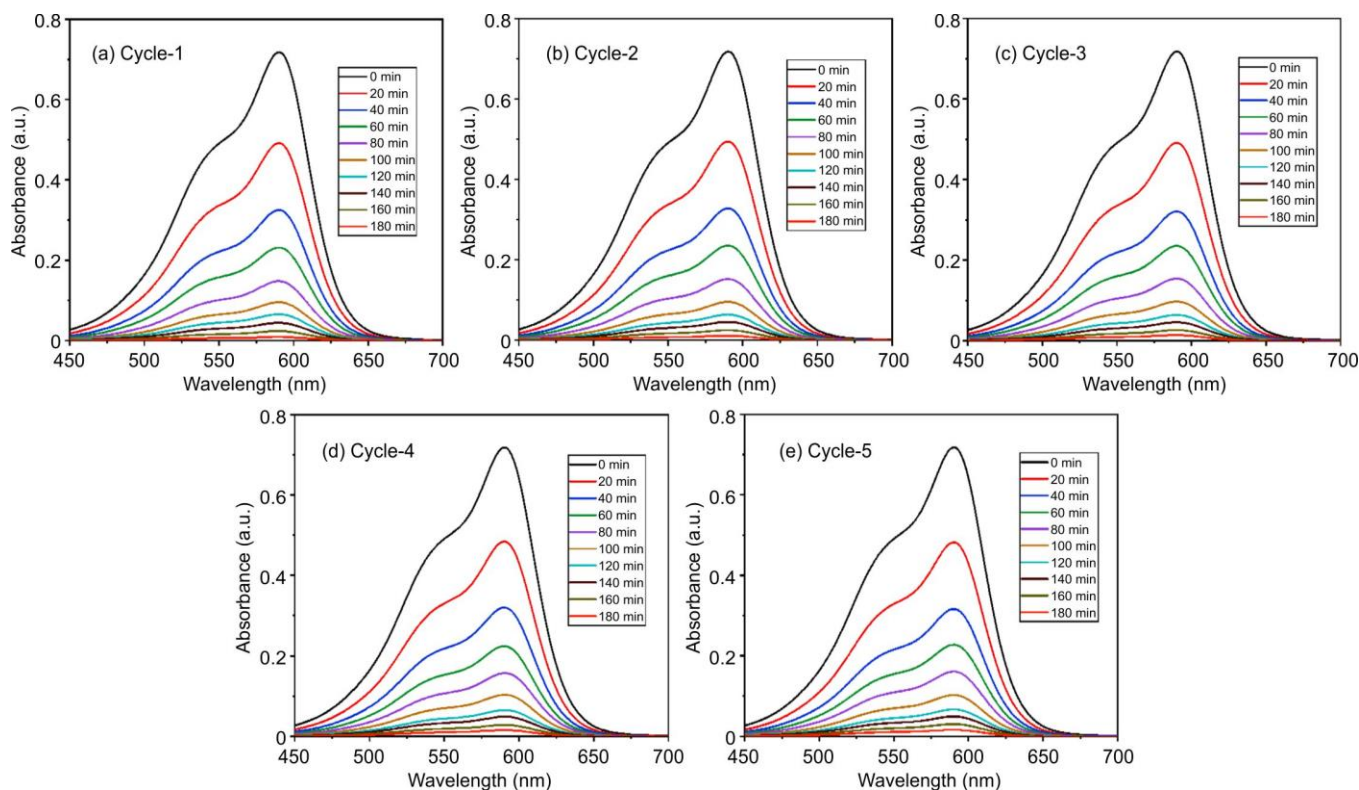 (a) Cycle-1
Absorbance (a.u.)
0.8
0.6
0.4
0.2
0
0 min
20 min
40 min
60 min
80 min
100 min
120 min
140 min
160 min
180 min
450 500 550 600 650 700
Wavelength (nm)
(b) Cycle-2
Absorbance (a.u.)
0.8
0.6
0.4
0.2
0
0 min
20 min
40 min
60 min
80 min
100 min
120 min
140 min
160 min
180 min
450 500 550 600 650 700
Wavelength (nm)
(c) Cycle-3
Absorbance (a.u.)
0.8
0.6
0.4
0.2
0
0 min
20 min
40 min
60 min
80 min
100 min
120 min
140 min
160 min
180 min
450 500 550 600 650 700
Wavelength (nm)
(d) Cycle-4
Absorbance (a.u.)
0.8
0.6
0.4
0.2
0
0 min
20 min
40 min
60 min
80 min
100 min
120 min
140 min
160 min
180 min
450 500 550 600 650 700
Wavelength (nm)
(e) Cycle-5
Absorbance (a.u.)
0.8
0.6
0.4
0.2
0
0 min
20 min
40 min
60 min
80 min
100 min
120 min
140 min
160 min
180 min
450 500 550 600 650 700
Wavelength (nm)